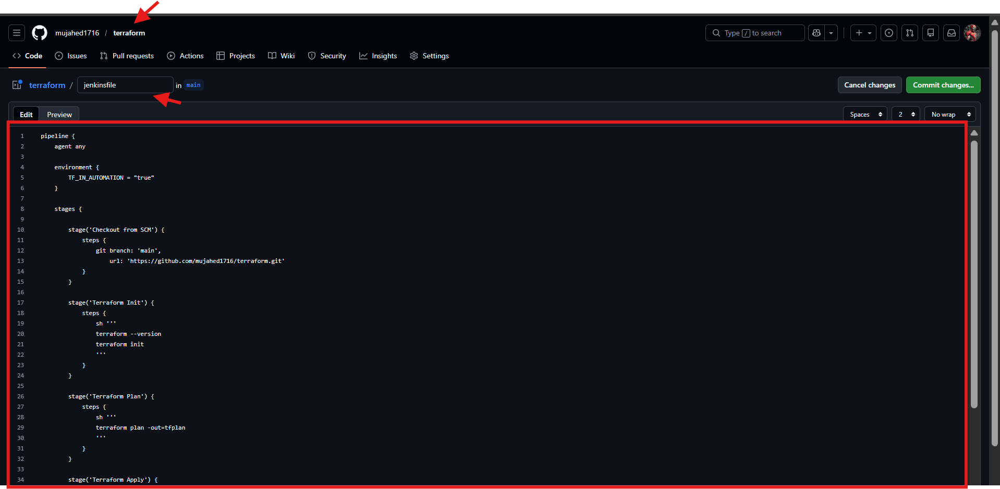 mujahed1716 / terraform
Type / to search
Code Issues Pull requests Actions Projects Wiki Security Insights Settings
terraform / jenkinsfile in main
Cancel changes Commit changes...
Edit Preview
Spaces 2 No wrap
1 pipeline {
2 agent any
3
4 environment {
5 TF_IN_AUTOMATION = "true"
6 }
7
8 stages {
9
10 stage('Checkout from SCM') {
11 steps {
12 git branch: 'main',
13 url: 'https://github.com/mujahed1716/terraform.git'
14 }
15 }
16
17 stage('Terraform Init') {
18 steps {
19 sh '''
20 terraform --version
21 terraform init
22 '''
23 }
24 }
25
26 stage('Terraform Plan') {
27 steps {
28 sh '''
29 terraform plan -out=tfplan
30 '''
31 }
32 }
33
34 stage('Terraform Apply') {